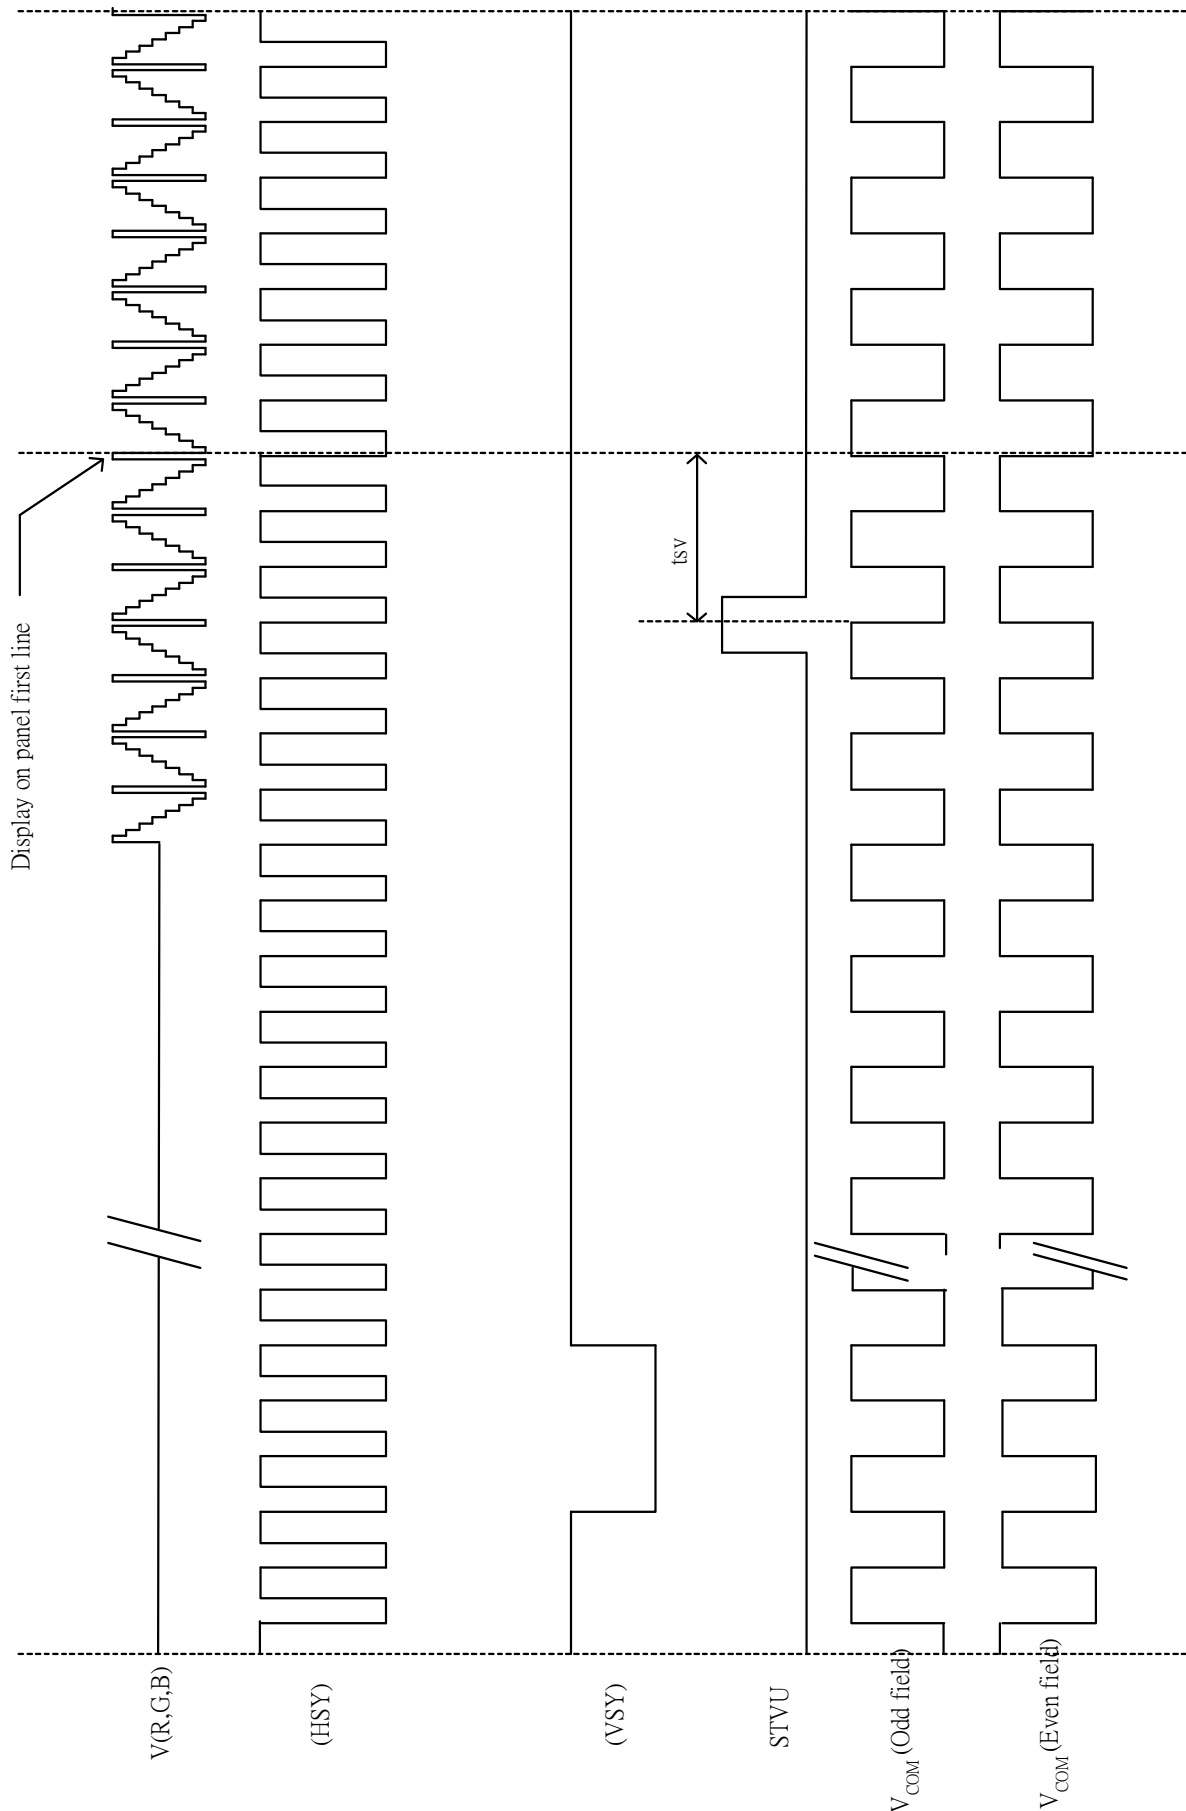 Display on panel first line
tsv
V(R,G,B)
(HSY)
(VSY)
STVU
VCOM (Odd field)
VCOM (Even field)